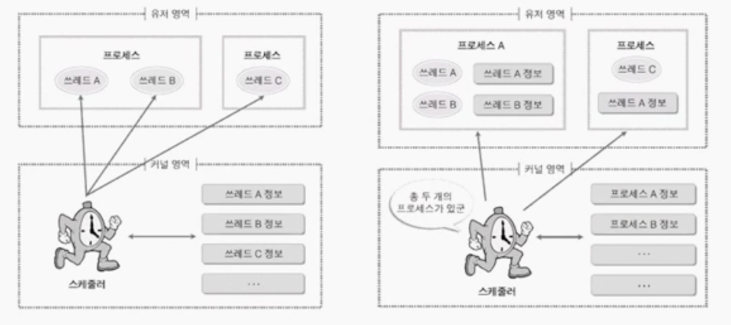 유저 영역
프로세스
프로세스
쓰레드 A
쓰레드 B
쓰레드 C
커널 영역
쓰레드 A 정보
쓰레드 B 정보
쓰레드 C 정보
...
스케줄러
유저 영역
프로세스 A
프로세스
쓰레드 A
쓰레드 A 정보
쓰레드 B
쓰레드 B 정보
쓰레드 C
쓰레드 A 정보
커널 영역
총 두 개의
프로세스가 있군
프로세스 A 정보
프로세스 B 정보
...
...
스케줄러